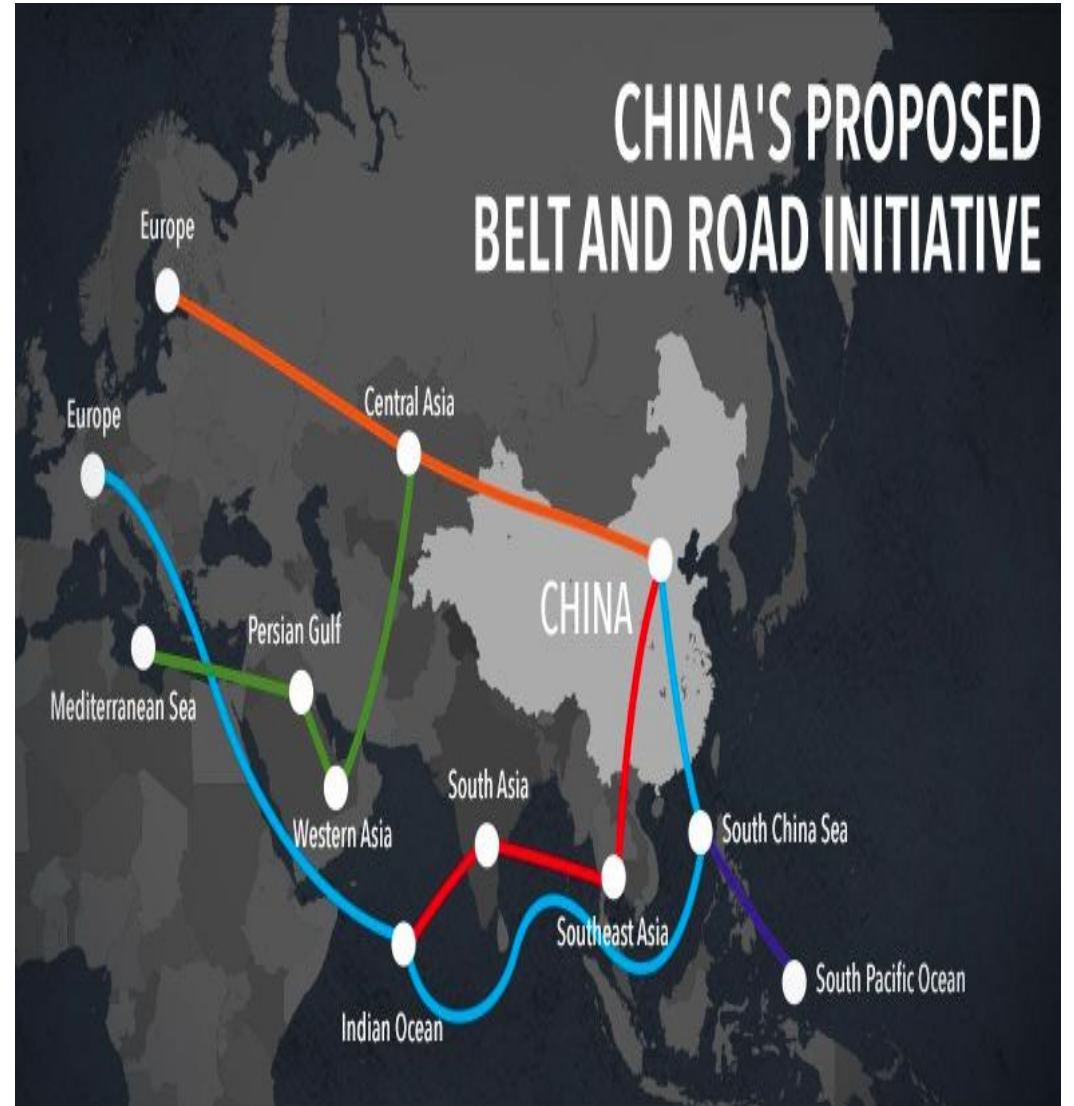 CHINA'S PROPOSED
BELT AND ROAD INITIATIVE
Europe
Central Asia
Europe
CHINA
Persian Gulf
Mediterranean Sea
South Asia
Western Asia
South China Sea
Southeast Asia
South Pacific Ocean
Indian Ocean